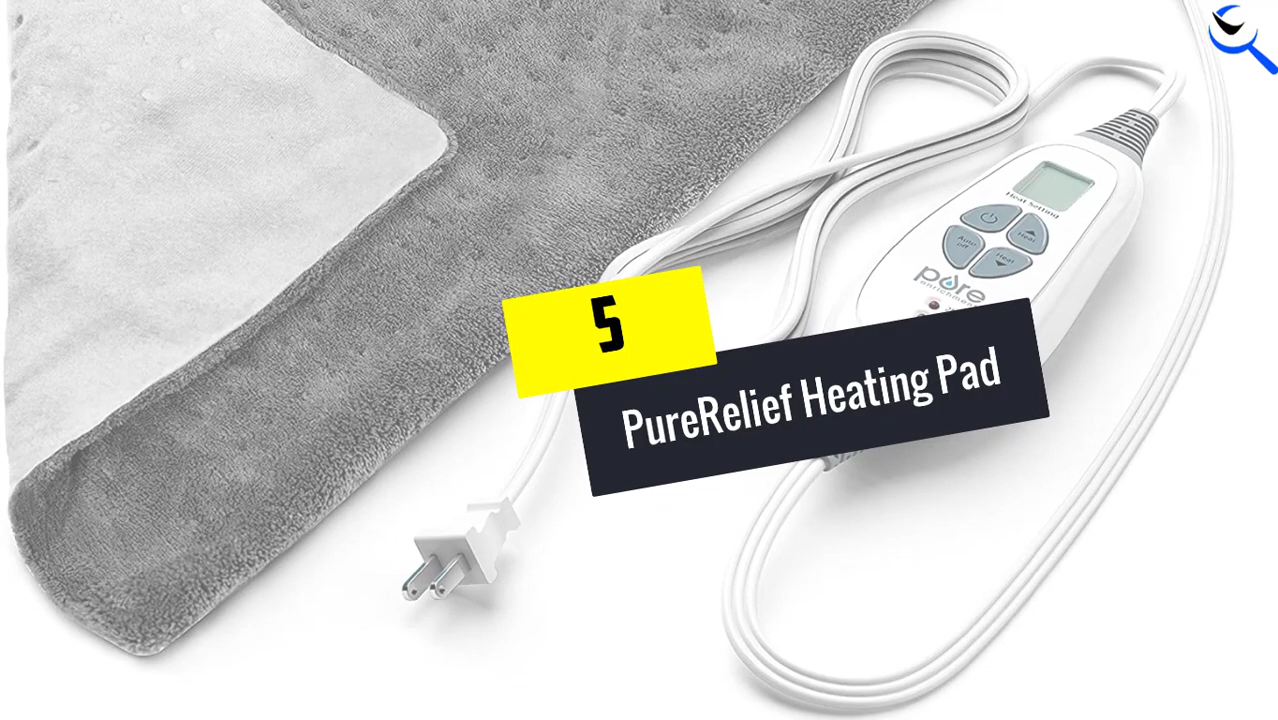 Heat Setting
Heat
Auto
off
Heat
pure
enrichment
5
PureRelief Heating Pad